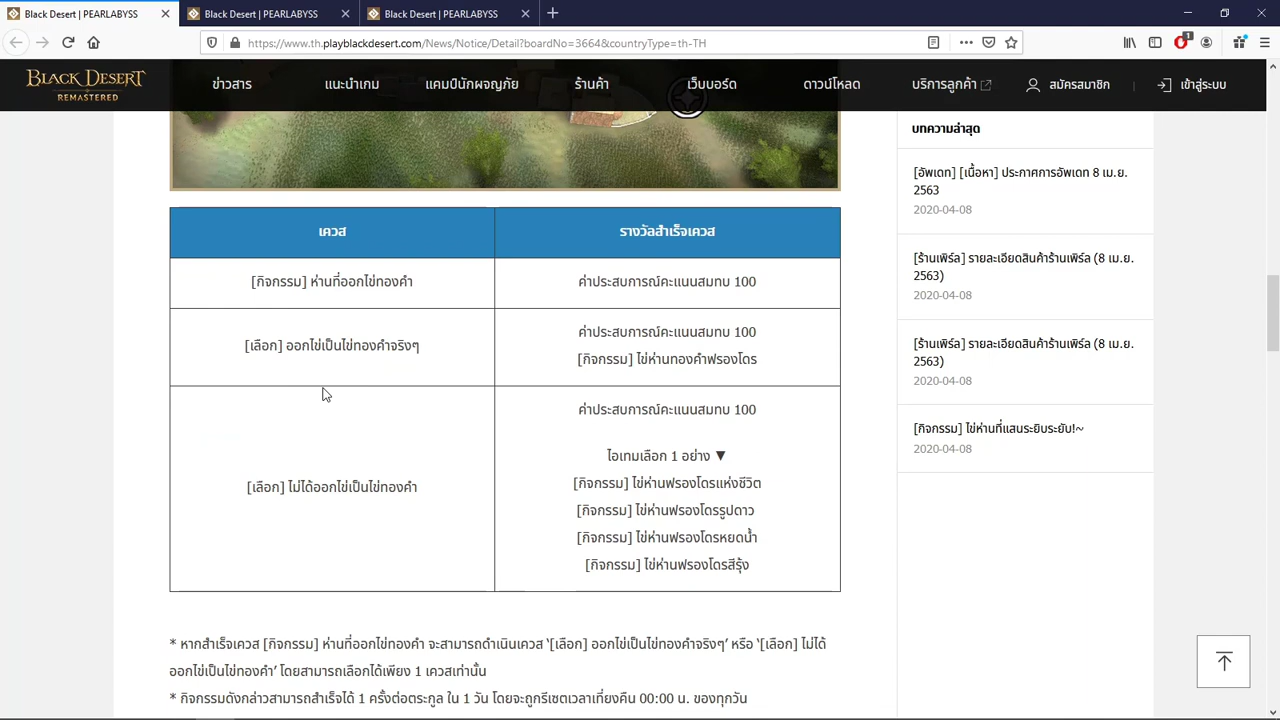 Black Desert | PEARLABYSS
Black Desert | PEARLABYSS
Black Desert | PEARLABYSS
https://www.th.playblackdesert.com/News/Notice/Detail?boardNo=3664&countryType=th-TH
1
BLACK DESERT
REMASTERED
ข่าวสาร
แนะนำเกม
แคมป์นักผจญภัย
ร้านค้า
เว็บบอร์ด
ดาวน์โหลด
บริการลูกค้า
สมัครสมาชิก
เข้าสู่ระบบ
เควส
รางวัลสำเร็จเควส
[กิจกรรม] ห่านที่ออกไข่ทองคำ
ค่าประสบการณ์คะแนนสมทบ 100
[เลือก] ออกไข่เป็นไข่ทองคำจริงๆ
ค่าประสบการณ์คะแนนสมทบ 100
[กิจกรรม] ไข่ห่านทองคำฟรองโดร
[เลือก] ไม่ได้ออกไข่เป็นไข่ทองคำ
ค่าประสบการณ์คะแนนสมทบ 100
ไอเทมเลือก 1 อย่าง ▼
[กิจกรรม] ไข่ห่านฟรองโดรแห่งชีวิต
[กิจกรรม] ไข่ห่านฟรองโดรรูปดาว
[กิจกรรม] ไข่ห่านฟรองโดรหยดน้ำ
[กิจกรรม] ไข่ห่านฟรองโดรสีรุ้ง
* หากสำเร็จเควส [กิจกรรม] ห่านที่ออกไข่ทองคำ จะสามารถดำเนินเควส ‘[เลือก] ออกไข่เป็นไข่ทองคำจริงๆ’ หรือ ‘[เลือก] ไม่ได้
ออกไข่เป็นไข่ทองคำ’ โดยสามารถเลือกได้เพียง 1 เควสเท่านั้น
* กิจกรรมดังกล่าวสามารถสำเร็จได้ 1 ครั้งต่อตระกูล ใน 1 วัน โดยจะถูกรีเซตเวลาเที่ยงคืน 00:00 น. ของทุกวัน
บทความล่าสุด
[อัพเดท] [เนื้อหา] ประกาศการอัพเดท 8 เม.ย.
2563
2020-04-08
[ร้านเพิร์ล] รายละเอียดสินค้าร้านเพิร์ล (8 เม.ย.
2563)
2020-04-08
[ร้านเพิร์ล] รายละเอียดสินค้าร้านเพิร์ล (8 เม.ย.
2563)
2020-04-08
[กิจกรรม] ไข่ห่านที่แสนระยิบระยับ!~
2020-04-08